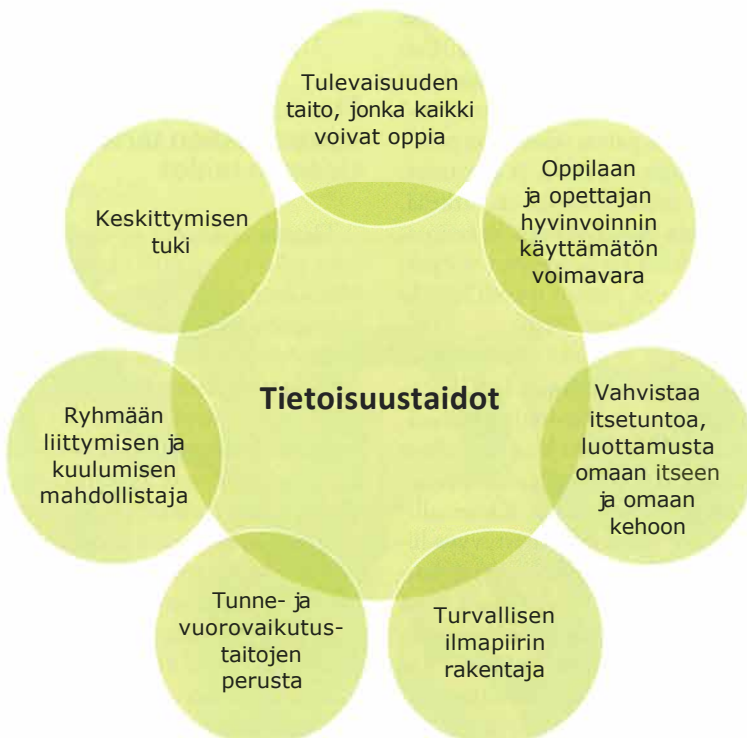 Tulevaisuuden
taito, jonka kaikki
voivat oppia
Oppilaan
ja opettajan
hyvinvoinnin
käyttämätön
voimavara
Keskittymisen
tuki
Tietoisuustaidot
Vahvistaa
itsetuntoa,
luottamusta
omaan itseen
ja omaan
kehoon
Ryhmään
liittymisen ja
kuulumisen
mahdollistaja
Tunne- ja
vuorovaikutus-
taitojen
perusta
Turvallisen
ilmapiirin
rakentaja